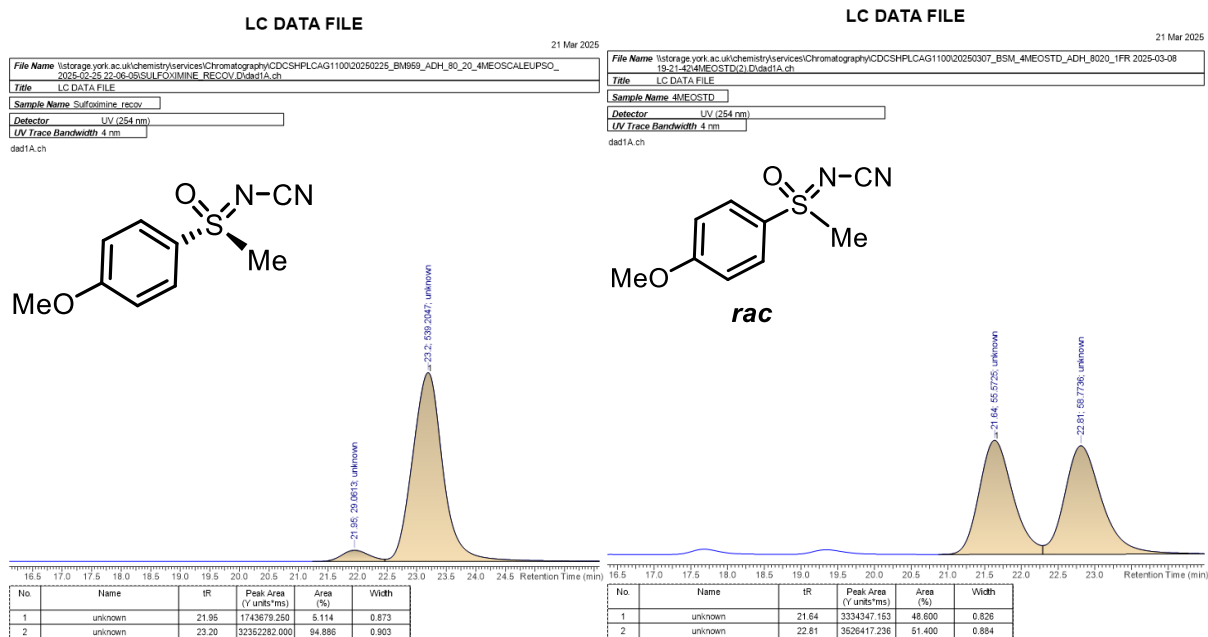 LC DATA FILE
21 Mar 2025
File Name \\storage.york.ac.uk\chemistry\services\Chromatography\CDCSHPLCAG1100\20250225_BM959_ADH_80_20_4MEOSCALEUPSO_
2025-02-25 22-06-05\SULFOXIMINE_RECOV.D\dad1A.ch
Title LC DATA FILE
Sample Name Sulfoximine_recov
Detector UV (254 nm)
UV Trace Bandwidth 4 nm
dad1A.ch
O
N-CN
S
Me
MeO
21.95; 29.0613; unknown
23.2; 539.2047; unknown
16.5 17.0 17.5 18.0 18.5 19.0 19.5 20.0 20.5 21.0 21.5 22.0 22.5 23.0 23.5 24.0 24.5 Retention Time (min)
No. Name tR Peak Area (Y units*ms) Area (%) Width
1 unknown 21.95 1743679.250 5.114 0.873
2 unknown 23.20 32352282.000 94.886 0.903
LC DATA FILE
21 Mar 2025
File Name \\storage.york.ac.uk\chemistry\services\Chromatography\CDCSHPLCAG1100\20250307_BSM_4MEOSTD_ADH_8020_1FR 2025-03-08
19-21-42\4MEOSTD(2).D\dad1A.ch
Title LC DATA FILE
Sample Name 4MEOSTD
Detector UV (254 nm)
UV Trace Bandwidth 4 nm
dad1A.ch
O
N-CN
S
Me
MeO
rac
21.64; 55.5725; unknown
22.81; 58.7736; unknown
16.5 17.0 17.5 18.0 18.5 19.0 19.5 20.0 20.5 21.0 21.5 22.0 22.5 23.0 Retention Time (min)
No. Name tR Peak Area (Y units*ms) Area (%) Width
1 unknown 21.64 3334347.153 48.600 0.826
2 unknown 22.81 3526417.236 51.400 0.884